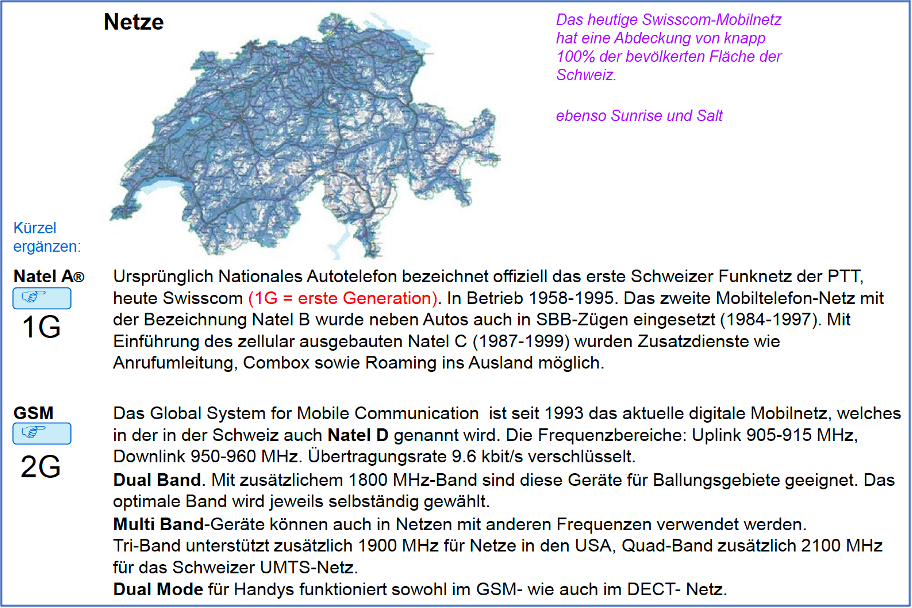 Netze
Das heutige Swisscom-Mobilnetz
hat eine Abdeckung von knapp
100% der bevölkerten Fläche der
Schweiz.
ebenso Sunrise und Salt
Kürzel
ergänzen:
Natel A®
1G
Ursprünglich Nationales Autotelefon bezeichnet offiziell das erste Schweizer Funknetz der PTT,
heute Swisscom (1G = erste Generation). In Betrieb 1958-1995. Das zweite Mobiltelefon-Netz mit
der Bezeichnung Natel B wurde neben Autos auch in SBB-Zügen eingesetzt (1984-1997). Mit
Einführung des zellular ausgebauten Natel C (1987-1999) wurden Zusatzdienste wie
Anrufumleitung, Combox sowie Roaming ins Ausland möglich.
GSM
2G
Das Global System for Mobile Communication ist seit 1993 das aktuelle digitale Mobilnetz, welches
in der in der Schweiz auch Natel D genannt wird. Die Frequenzbereiche: Uplink 905-915 MHz,
Downlink 950-960 MHz. Übertragungsrate 9.6 kbit/s verschlüsselt.
Dual Band. Mit zusätzlichem 1800 MHz-Band sind diese Geräte für Ballungsgebiete geeignet. Das
optimale Band wird jeweils selbständig gewählt.
Multi Band-Geräte können auch in Netzen mit anderen Frequenzen verwendet werden.
Tri-Band unterstützt zusätzlich 1900 MHz für Netze in den USA, Quad-Band zusätzlich 2100 MHz
für das Schweizer UMTS-Netz.
Dual Mode für Handys funktioniert sowohl im GSM- wie auch im DECT- Netz.